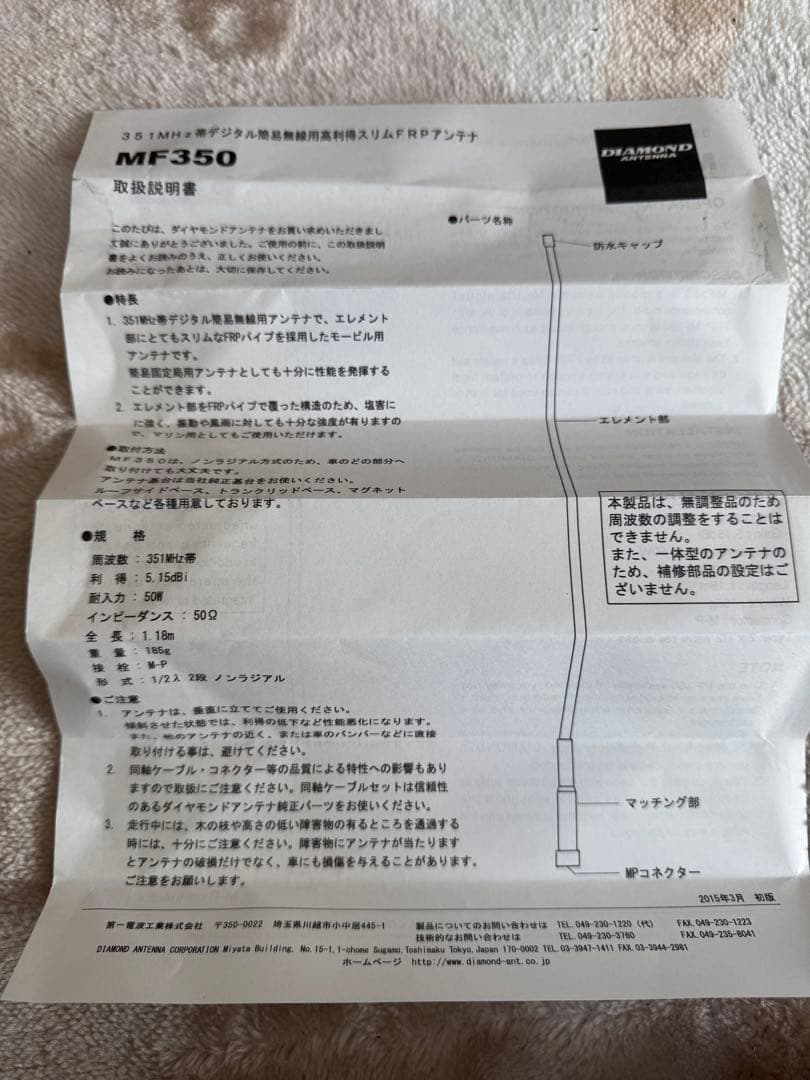 351MHz帯デジタル簡易無線用高利得スリムFRPアンテナ
MF350
取扱説明書
DIAMOND
ANTENNA
このたびは、ダイヤモンドアンテナをお買い求めいただきまし
て誠にありがとうございました。ご使用の前に、この取扱説明
書をよくお読みのうえ、正しくお使いください。
お読みになったあとは、大切に保存してください。
●特長
1. 351MHz帯デジタル簡易無線用アンテナで、エレメント
部にとてもスリムなFRPパイプを採用したモービル用
アンテナです。
簡易固定局用アンテナとしても十分に性能を発揮する
ことができます。
2. エレメント部をFRPパイプで覆った構造のため、塩害に
に強く、振動や風雨に対しても十分な強度が有りますの
で、マリン用としてもご使用いただけます。
●取付方法
MF350は、ノンラジアル方式のため、車のどの部分へ
取り付けても大丈夫です。
アンテナ基台は当社純正基台をお使いください。
ルーフサイドベース、トランクリッドベース、マグネット
ベースなど各種用意しております。
●規 格
周波数 : 351MHz帯
利 得 : 5.15dBi
耐入力 : 50W
インピーダンス : 50Ω
全 長 : 1.18m
重 量 : 185g
接 栓 : M-P
形 式 : 1/2λ 2段 ノンラジアル
●ご注意
1. アンテナは、垂直に立ててご使用ください。
傾斜させた状態では、利得の低下など性能悪化になります。
また、他のアンテナの近く、または車のバンパーなどに直接
取り付ける事は、避けてください。
2. 同軸ケーブル・コネクター等の品質による特性への影響もあり
ますので取扱にご注意ください。同軸ケーブルセットは信頼性
のあるダイヤモンドアンテナ純正パーツをお使いください。
3. 走行中には、木の枝や高さの低い障害物の有るところを通過する
時には、十分にご注意ください。障害物にアンテナが当たります
とアンテナの破損だけでなく、車にも損傷を与えることがあります。
ご注意をお願いします。
●パーツ名称
防水キャップ
エレメント部
本製品は、無調整品のため
周波数の調整をすることは
できません。
また、一体型のアンテナの
ため、補修部品の設定はご
ざいません。
マッチング部
MPコネクター
2015年3月 初版
第一電波工業株式会社 〒350-0022 埼玉県川越市小中居445-1 製品についてのお問い合わせは TEL.049-230-1220（代） FAX.049-230-1223
技術的なお問い合わせは TEL.049-230-3760 FAX.049-235-8041
DIAMOND ANTENNA CORPORATION Miyata Building, No.15-1,1-chome Sugamo,Toshimaku Tokyo,Japan 170-0002 TEL.03-3947-1411 FAX.03-3944-2981
ホームページ http://www.diamond-ant.co.jp